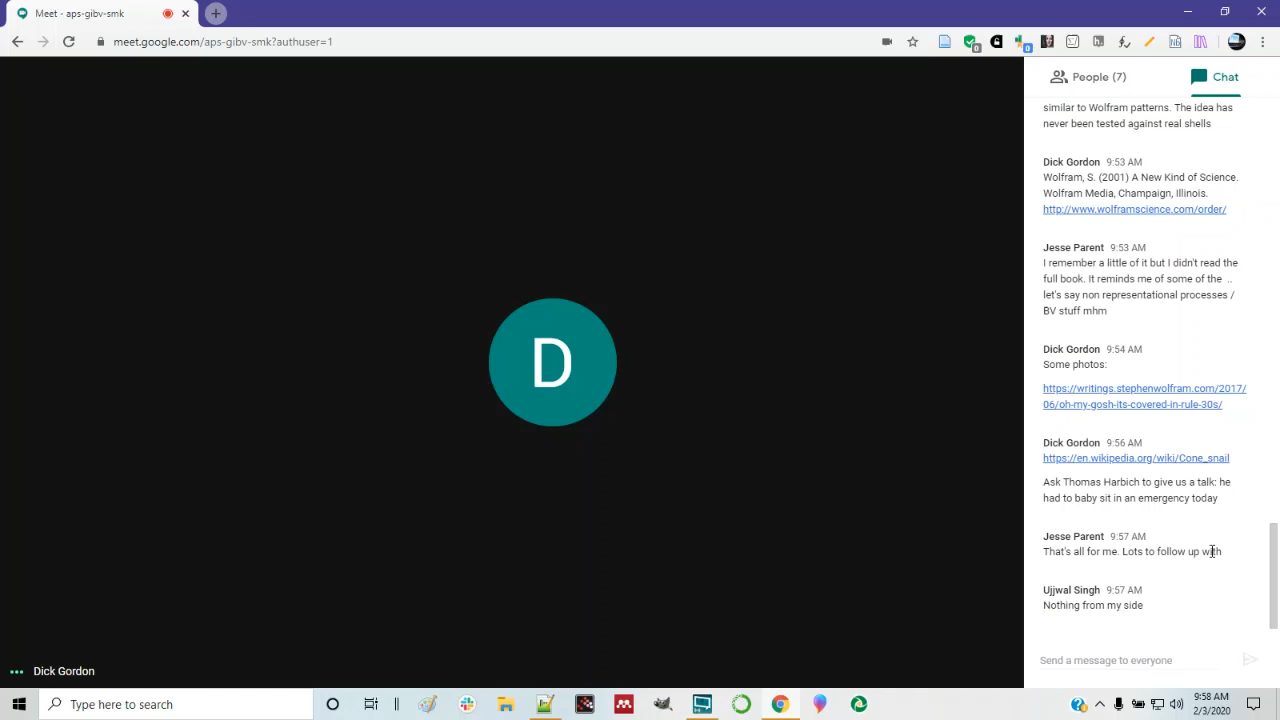 Meet - aps-gibv-smk
meet.google.com/aps-gibv-smk?authuser=1
People (7)
Chat
similar to Wolfram patterns. The idea has
never been tested against real shells
Dick Gordon 9:53 AM
Wolfram, S. (2001) A New Kind of Science.
Wolfram Media, Champaign, Illinois.
http://www.wolframscience.com/order/
Jesse Parent 9:53 AM
I remember a little of it but I didn't read the
full book. It reminds me of some of the ..
let's say non representational processes /
BV stuff mhm
Dick Gordon 9:54 AM
Some photos:
https://writings.stephenwolfram.com/2017/
06/oh-my-gosh-its-covered-in-rule-30s/
Dick Gordon 9:56 AM
https://en.wikipedia.org/wiki/Cone_snail
Ask Thomas Harbich to give us a talk: he
had to baby sit in an emergency today
Jesse Parent 9:57 AM
That's all for me. Lots to follow up with
Ujjwal Singh 9:57 AM
Nothing from my side
Send a message to everyone
D
Dick Gordon
Type here to search
9:58 AM
2/3/2020